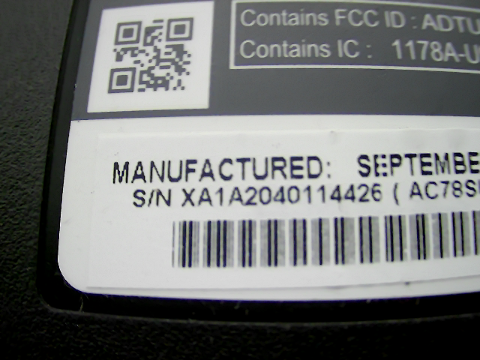 Contains FCC ID : ADTU
Contains IC : 1178A-U
MANUFACTURED: SEPTEMBE
S/N XA1A2040114426 ( AC78S